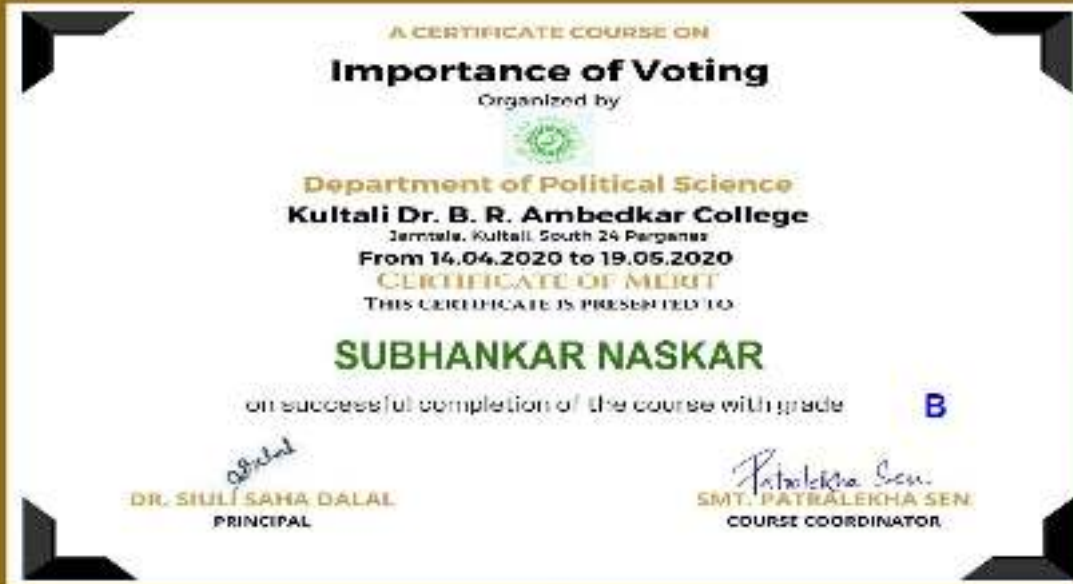 A CERTIFICATE COURSE ON
Importance of Voting
Organized by
Department of Political Science
Kultali Dr. B. R. Ambedkar College
Jamtala, Kultali, South 24 Parganas
From 14.04.2020 to 19.05.2020
CERTIFICATE OF MERIT
THIS CERTIFICATE IS PRESENTED TO
SUBHANKAR NASKAR
on successful completion of the course with grade B
Patralekha Sen.
DR. SIULI SAHA DALAL
SMT. PATRALEKHA SEN
PRINCIPAL
COURSE COORDINATOR